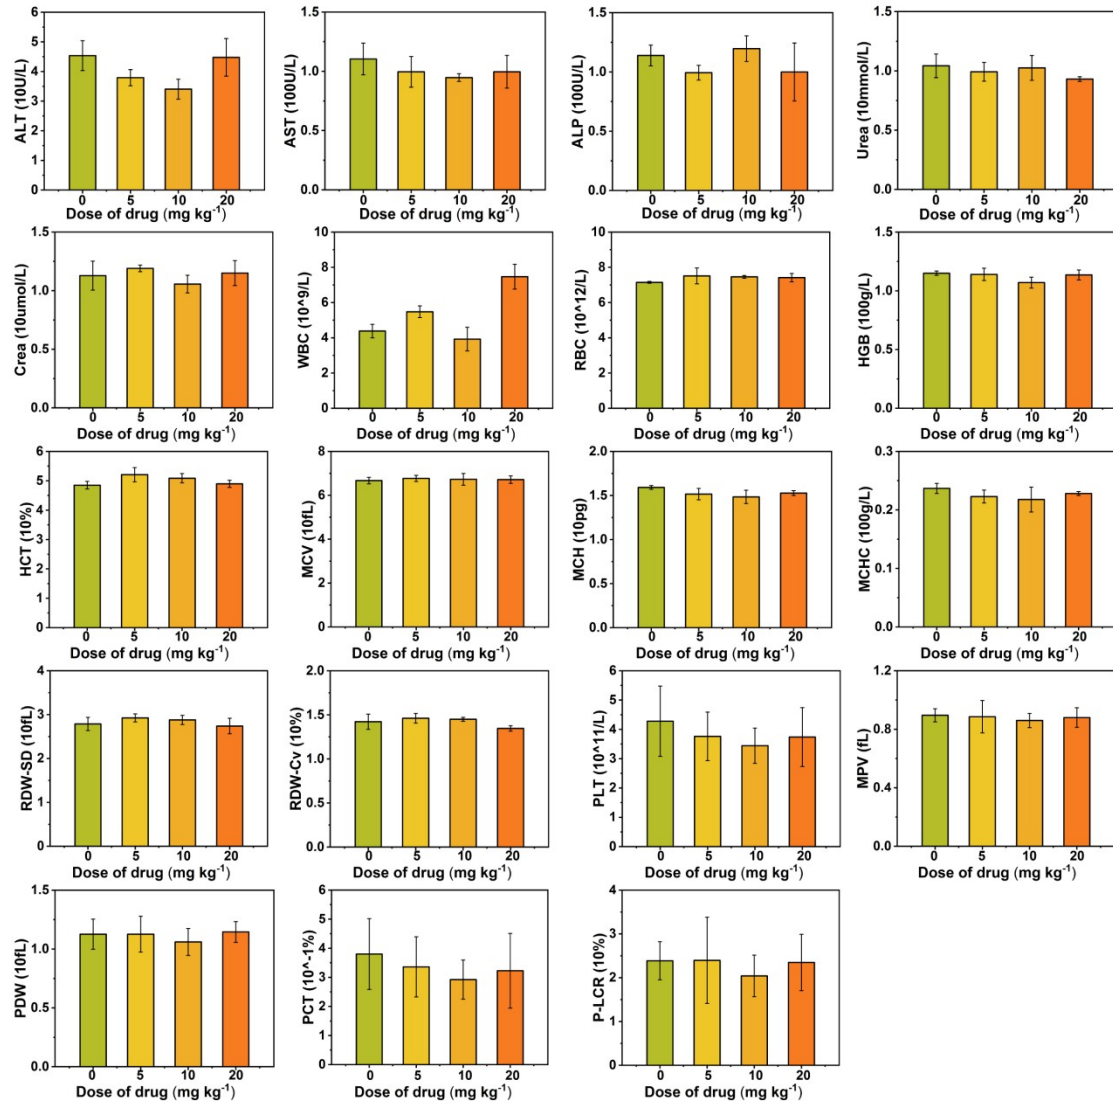 ALT (10U/L)
6
5
4
3
2
1
0
0 5 10 20
Dose of drug (mg kg⁻¹)
AST (100U/L)
1.5
1.0
0.5
0.0
0 5 10 20
Dose of drug (mg kg⁻¹)
ALP (100U/L)
1.5
1.0
0.5
0.0
0 5 10 20
Dose of drug (mg kg⁻¹)
Urea (10mmol/L)
1.5
1.0
0.5
0.0
0 5 10 20
Dose of drug (mg kg⁻¹)
Crea (10umol/L)
1.5
1.0
0.5
0.0
0 5 10 20
Dose of drug (mg kg⁻¹)
WBC (10^9/L)
10
8
6
4
2
0
0 5 10 20
Dose of drug (mg kg⁻¹)
RBC (10^12/L)
10
8
6
4
2
0
0 5 10 20
Dose of drug (mg kg⁻¹)
HGB (100g/L)
1.5
1.0
0.5
0.0
0 5 10 20
Dose of drug (mg kg⁻¹)
HCT (10%)
6
5
4
3
2
1
0
0 5 10 20
Dose of drug (mg kg⁻¹)
MCV (10fL)
8
6
4
2
0
0 5 10 20
Dose of drug (mg kg⁻¹)
MCH (10pg)
2.0
1.5
1.0
0.5
0.0
0 5 10 20
Dose of drug (mg kg⁻¹)
MCHC (100g/L)
0.3
0.2
0.1
0.0
0 5 10 20
Dose of drug (mg kg⁻¹)
RDW-SD (10fL)
4
3
2
1
0
0 5 10 20
Dose of drug (mg kg⁻¹)
RDW-Cv (10%)
2.0
1.5
1.0
0.5
0.0
0 5 10 20
Dose of drug (mg kg⁻¹)
PLT (10^11/L)
6
5
4
3
2
1
0
0 5 10 20
Dose of drug (mg kg⁻¹)
MPV (fL)
1.2
0.8
0.4
0.0
0 5 10 20
Dose of drug (mg kg⁻¹)
PDW (10fL)
1.5
1.0
0.5
0.0
0 5 10 20
Dose of drug (mg kg⁻¹)
PCT (10^-1%)
6
5
4
3
2
1
0
0 5 10 20
Dose of drug (mg kg⁻¹)
P-LCR (10%)
4
3
2
1
0
0 5 10 20
Dose of drug (mg kg⁻¹)